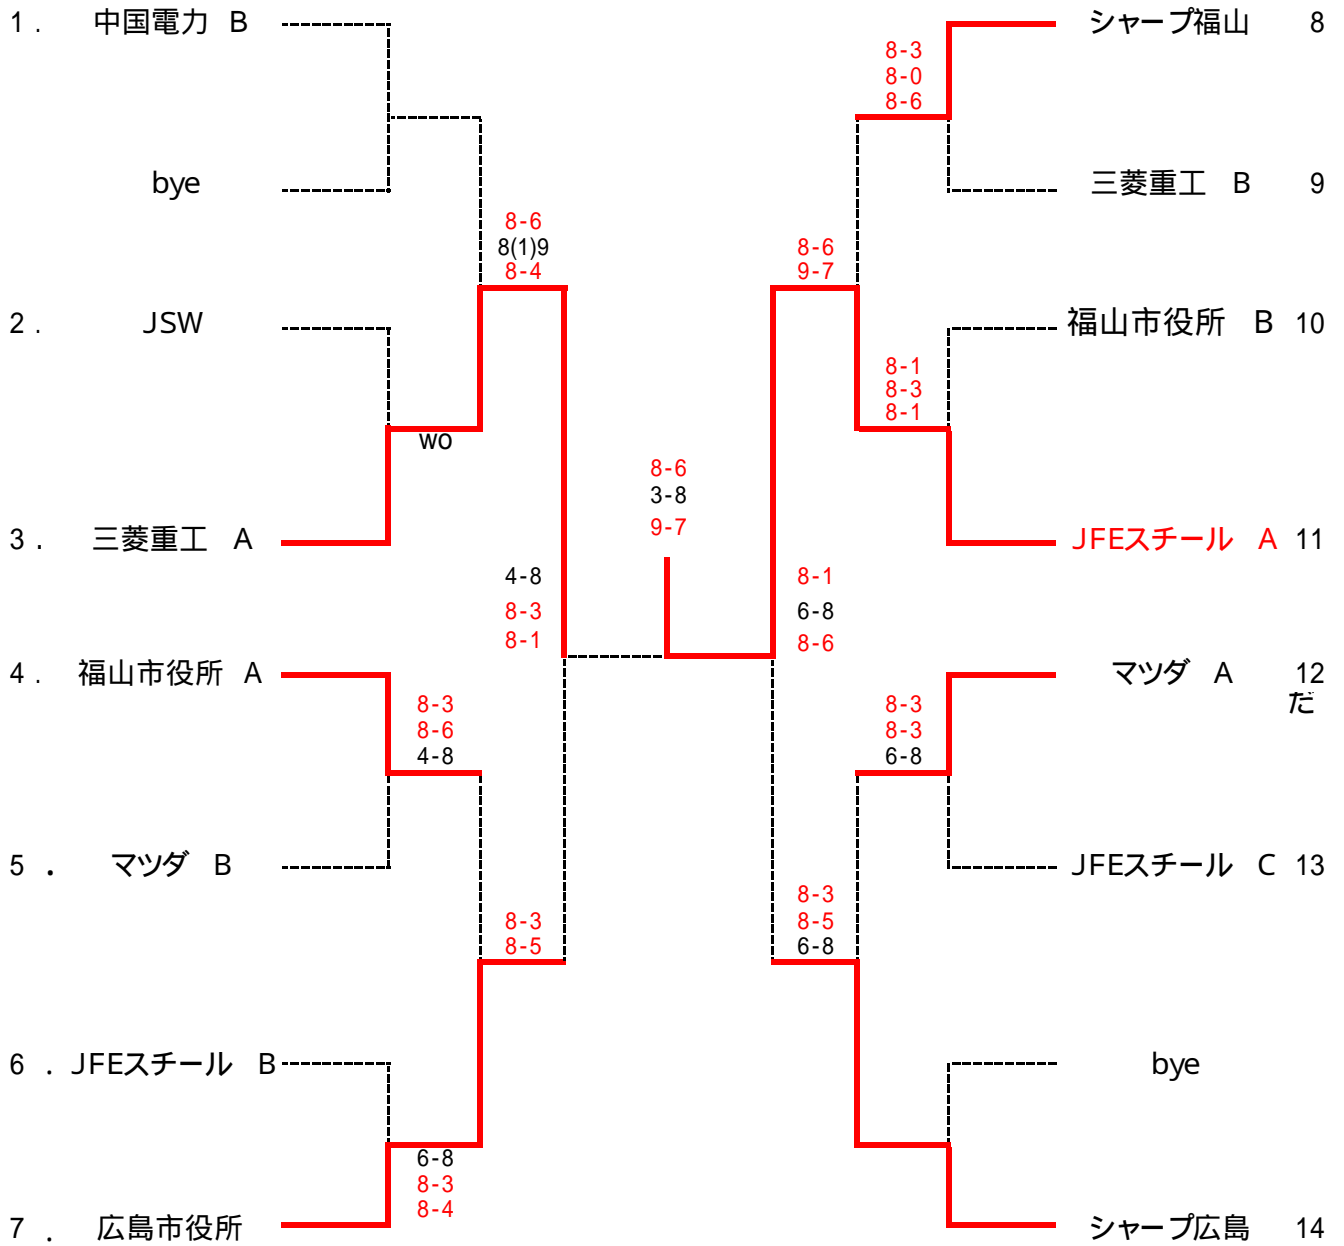 1. 中国電力 B
bye
8-6
8(1)9
8-4
2. JSW
wo
3. 三菱重工 A
4-8
8-3
8-1
4. 福山市役所 A
8-3
8-6
4-8
5. マツダ B
8-3
8-5
6. JFEスチール B
6-8
8-3
8-4
7. 広島市役所
8-6
3-8
9-7
シャープ福山 8
8-3
8-0
8-6
三菱重工 B 9
8-6
9-7
福山市役所 B 10
8-1
8-3
8-1
JFEスチール A 11
8-1
6-8
8-6
マツダ A 12
だ
8-3
8-3
6-8
JFEスチール C 13
8-3
8-5
6-8
bye
シャープ広島 14